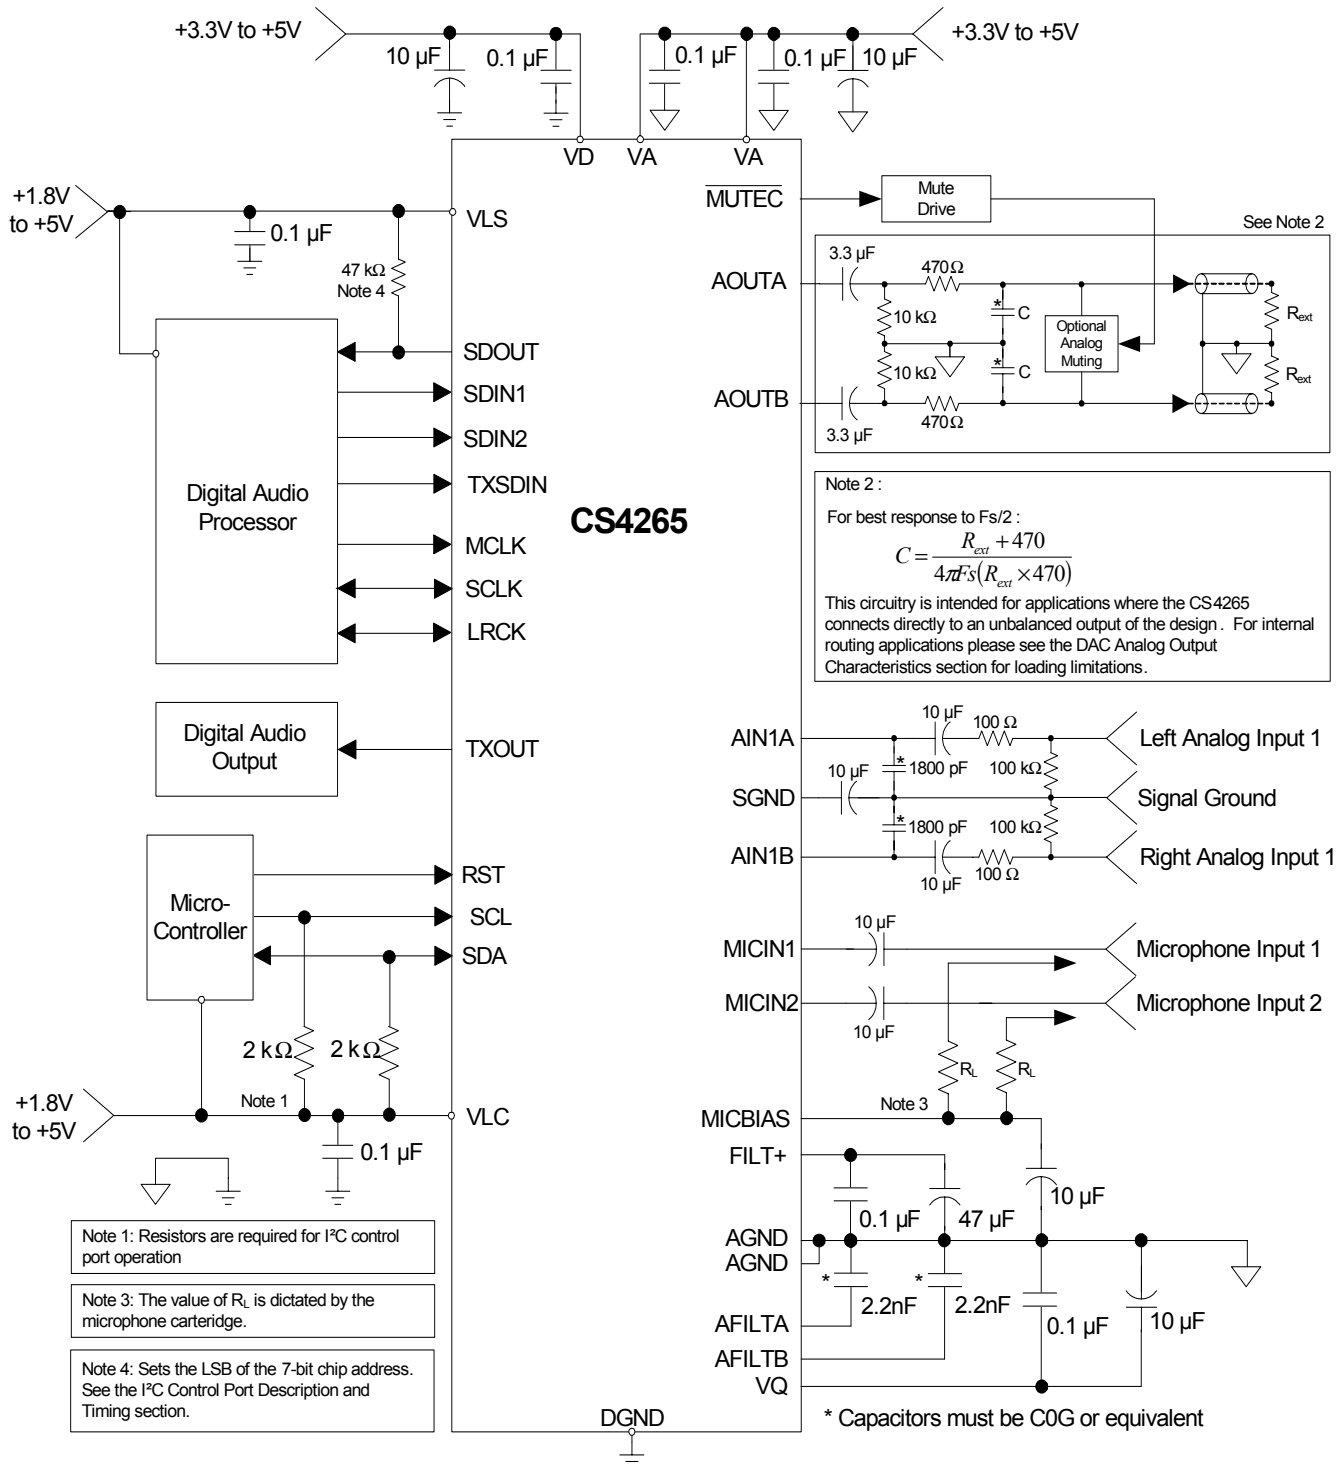 +3.3V to +5V
10 µF
0.1 µF
0.1 µF
0.1 µF
10 µF
+3.3V to +5V
VD
VA
VA
+1.8V
to +5V
0.1 µF
47 kΩ
Note 4
VLS
MUTEC
Mute
Drive
See Note 2
3.3 µF
470Ω
AOUTA
10 kΩ
* C
Optional
Analog
Muting
Rext
10 kΩ
* C
Rext
AOUTB
3.3 µF
470Ω
SDOUT
SDIN1
SDIN2
TXSDIN
MCLK
SCLK
LRCK
Digital Audio
Processor
CS4265
Note 2 :
For best response to Fs/2 :
C = (Rext + 470) / (4πFs(Rext × 470))
This circuitry is intended for applications where the CS4265
connects directly to an unbalanced output of the design . For internal
routing applications please see the DAC Analog Output
Characteristics section for loading limitations.
Digital Audio
Output
TXOUT
10 µF
100 Ω
AIN1A
Left Analog Input 1
* 1800 pF
100 kΩ
10 µF
SGND
Signal Ground
* 1800 pF
100 kΩ
AIN1B
Right Analog Input 1
10 µF
100 Ω
Micro-
Controller
RST
SCL
SDA
10 µF
MICIN1
Microphone Input 1
MICIN2
Microphone Input 2
10 µF
2 kΩ
2 kΩ
RL
RL
+1.8V
to +5V
Note 1
VLC
0.1 µF
Note 3
MICBIAS
FILT+
0.1 µF
47 µF
10 µF
AGND
AGND
*
2.2nF
*
2.2nF
0.1 µF
10 µF
AFILTA
AFILTB
VQ
DGND
* Capacitors must be C0G or equivalent
Note 1: Resistors are required for I²C control
port operation
Note 3: The value of RL is dictated by the
microphone carteridge.
Note 4: Sets the LSB of the 7-bit chip address.
See the I²C Control Port Description and
Timing section.